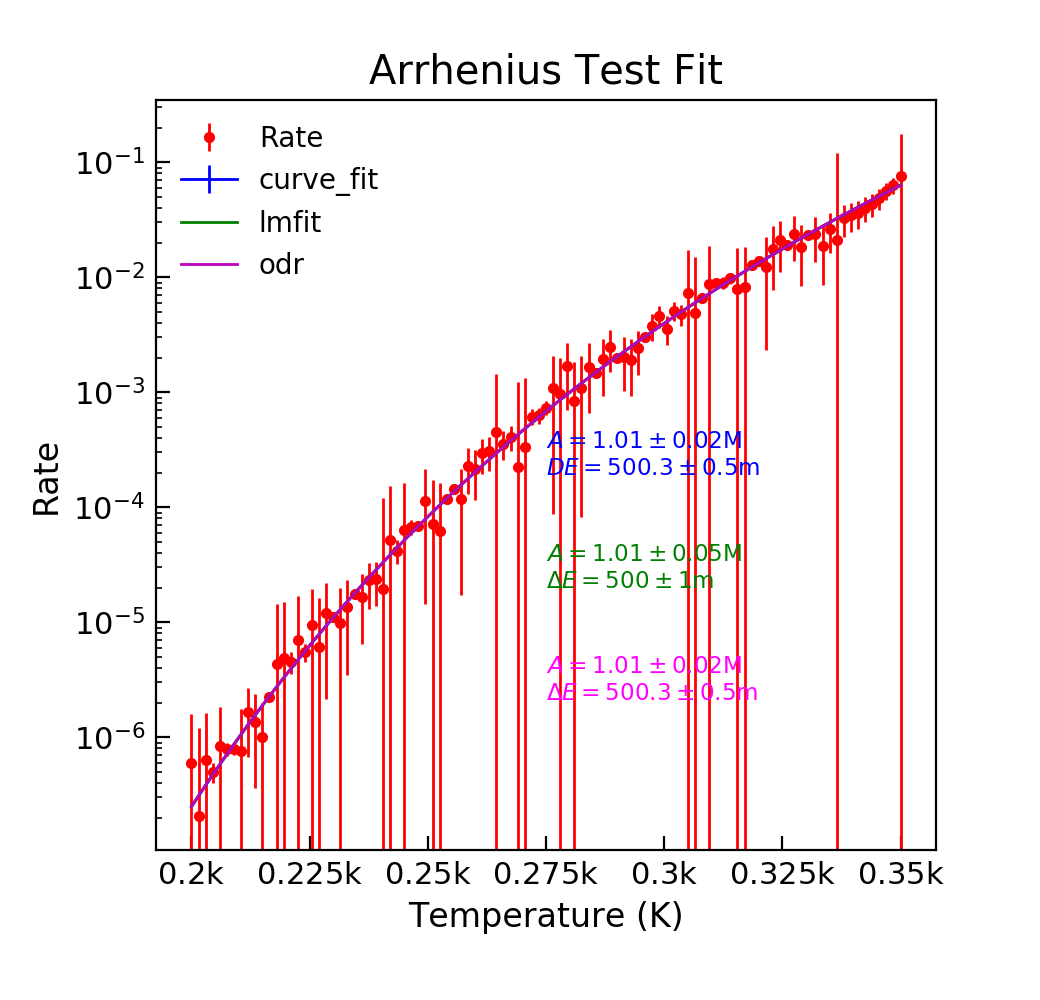 Arrhenius Test Fit
Rate
curve_fit
lmfit
odr
10⁻¹
10⁻²
10⁻³
10⁻⁴
10⁻⁵
10⁻⁶
Rate
A = 1.01 ± 0.02M
DE = 500.3 ± 0.5m
A = 1.01 ± 0.05M
ΔE = 500 ± 1m
A = 1.01 ± 0.02M
ΔE = 500.3 ± 0.5m
0.2k 0.225k 0.25k 0.275k 0.3k 0.325k 0.35k
Temperature (K)